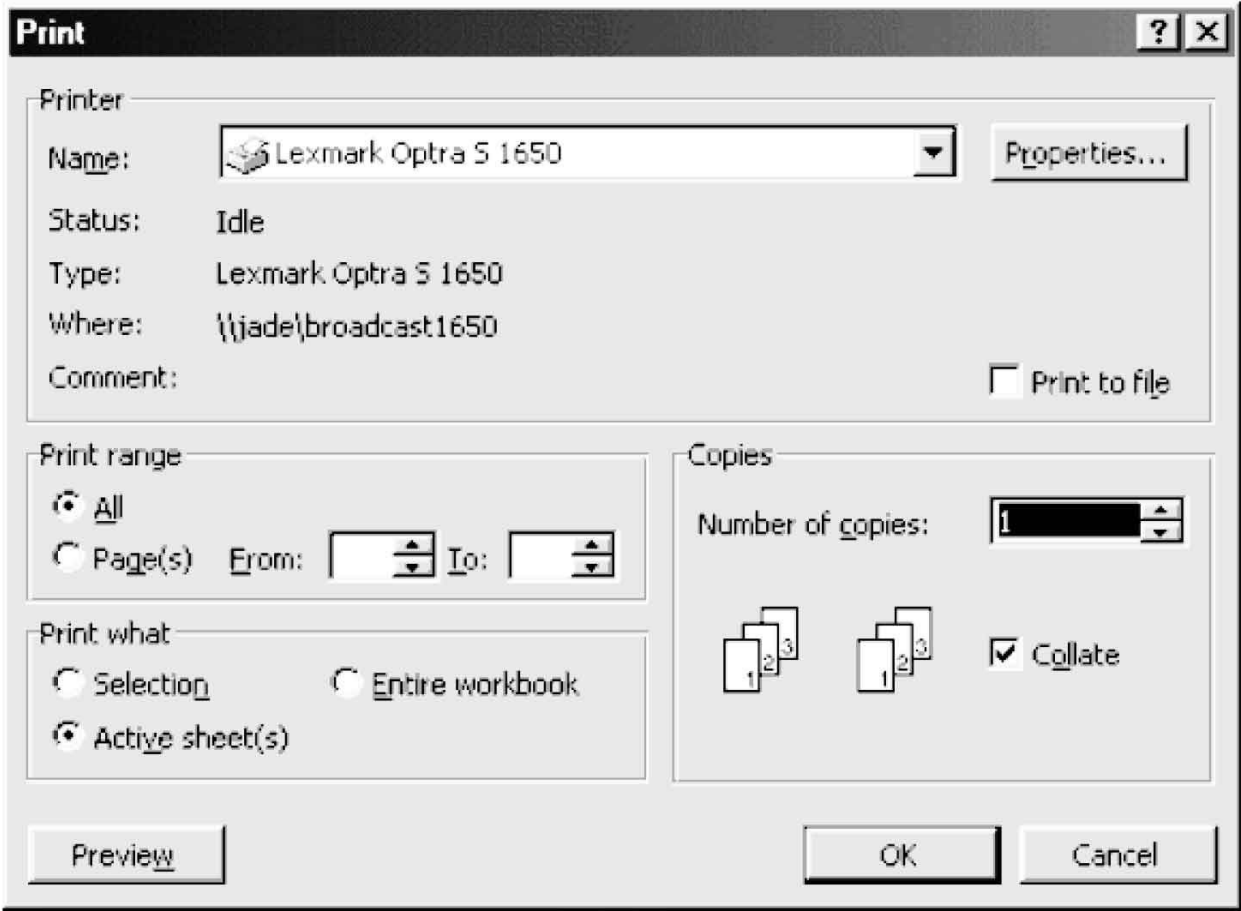 Print
Printer
Name: Lexmark Optra S 1650 Properties...
Status: Idle
Type: Lexmark Optra S 1650
Where: \\jade\broadcast1650
Comment: Print to file
Print range
All
Page(s) From: To:
Copies
Number of copies: 1
1 2 3 1 2 3 Collate
Print what
Selection Entire workbook
Active sheet(s)
Preview OK Cancel